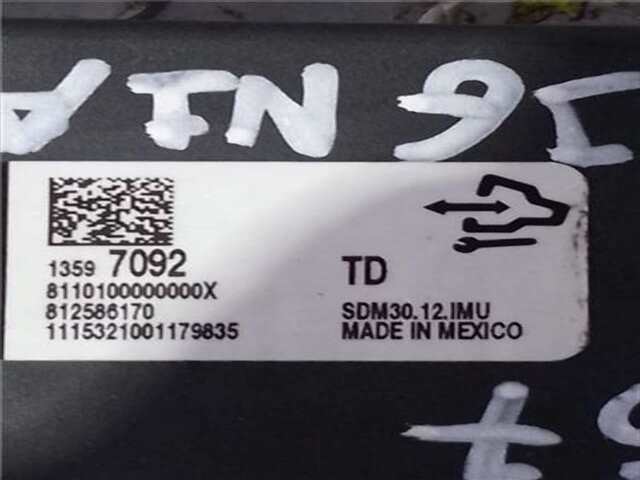 1359 7092
8110100000000X
812586170
1115321001179835
TD
SDM30.12.IMU
MADE IN MEXICO